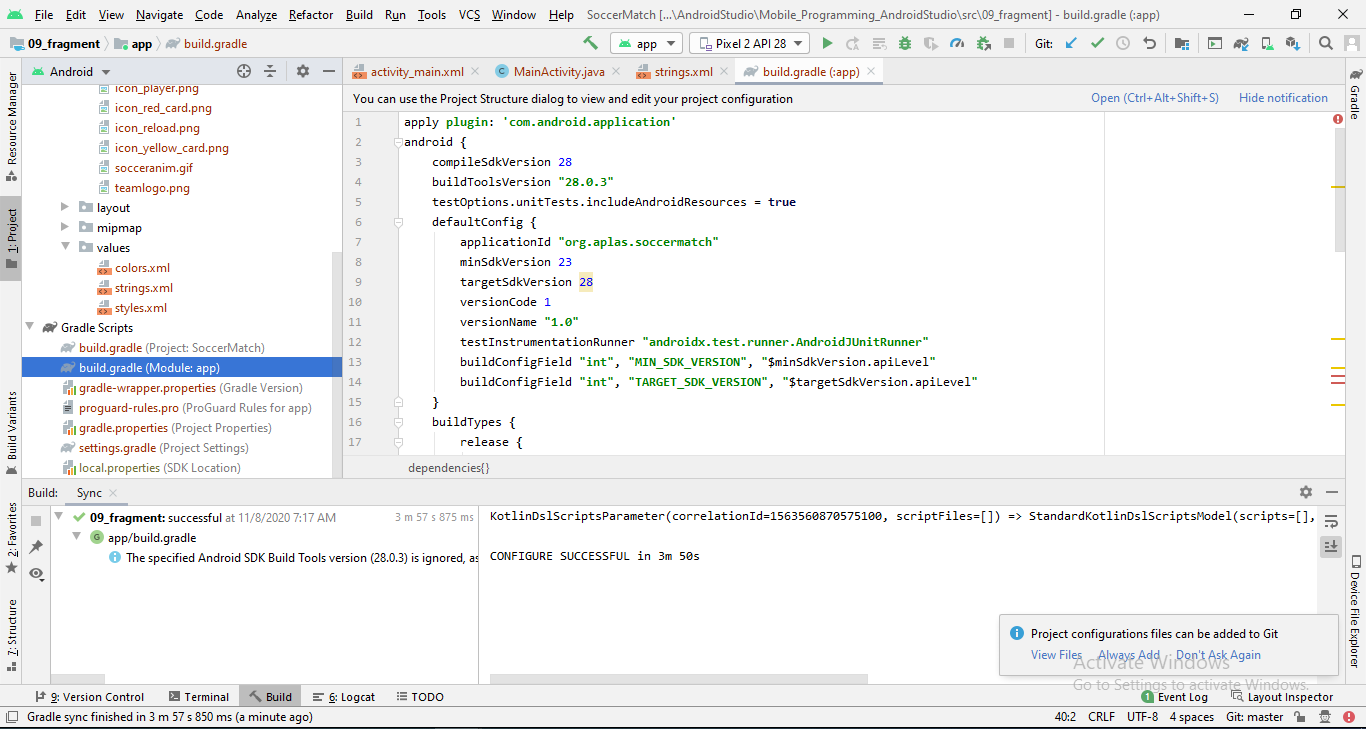 File Edit View Navigate Code Analyze Refactor Build Run Tools VCS Window Help SoccerMatch [...\AndroidStudio\Mobile_Programming_AndroidStudio\src\09_fragment] - build.gradle (:app)
09_fragment app build.gradle app Pixel 2 API 28 Git:
Android
activity_main.xml MainActivity.java strings.xml build.gradle (:app)
You can use the Project Structure dialog to view and edit your project configuration Open (Ctrl+Alt+Shift+S) Hide notification
Resource Manager
1: Project
Build Variants
2: Favorites
7: Structure
icon_player.png
icon_red_card.png
icon_reload.png
icon_yellow_card.png
socceranim.gif
teamlogo.png
layout
mipmap
values
colors.xml
strings.xml
styles.xml
Gradle Scripts
build.gradle (Project: SoccerMatch)
build.gradle (Module: app)
gradle-wrapper.properties (Gradle Version)
proguard-rules.pro (ProGuard Rules for app)
gradle.properties (Project Properties)
settings.gradle (Project Settings)
local.properties (SDK Location)
1 apply plugin: 'com.android.application'
2 android {
3 compileSdkVersion 28
4 buildToolsVersion "28.0.3"
5 testOptions.unitTests.includeAndroidResources = true
6 defaultConfig {
7 applicationId "org.aplas.soccermatch"
8 minSdkVersion 23
9 targetSdkVersion 28
10 versionCode 1
11 versionName "1.0"
12 testInstrumentationRunner "androidx.test.runner.AndroidJUnitRunner"
13 buildConfigField "int", "MIN_SDK_VERSION", "$minSdkVersion.apiLevel"
14 buildConfigField "int", "TARGET_SDK_VERSION", "$targetSdkVersion.apiLevel"
15 }
16 buildTypes {
17 release {
dependencies{}
Gradle
Device File Explorer
Build: Sync
09_fragment: successful at 11/8/2020 7:17 AM 3 m 57 s 875 ms
app/build.gradle
The specified Android SDK Build Tools version (28.0.3) is ignored, as
KotlinDslScriptsParameter(correlationId=1563560870575100, scriptFiles=[]) => StandardKotlinDslScriptsModel(scripts=[],
CONFIGURE SUCCESSFUL in 3m 50s
Project configurations files can be added to Git
View Files Always Add Don't Ask Again
Activate Windows
Go to Settings to activate Windows.
9: Version Control Terminal Build 6: Logcat TODO 1 Event Log Layout Inspector
Gradle sync finished in 3 m 57 s 850 ms (a minute ago) 40:2 CRLF UTF-8 4 spaces Git: master